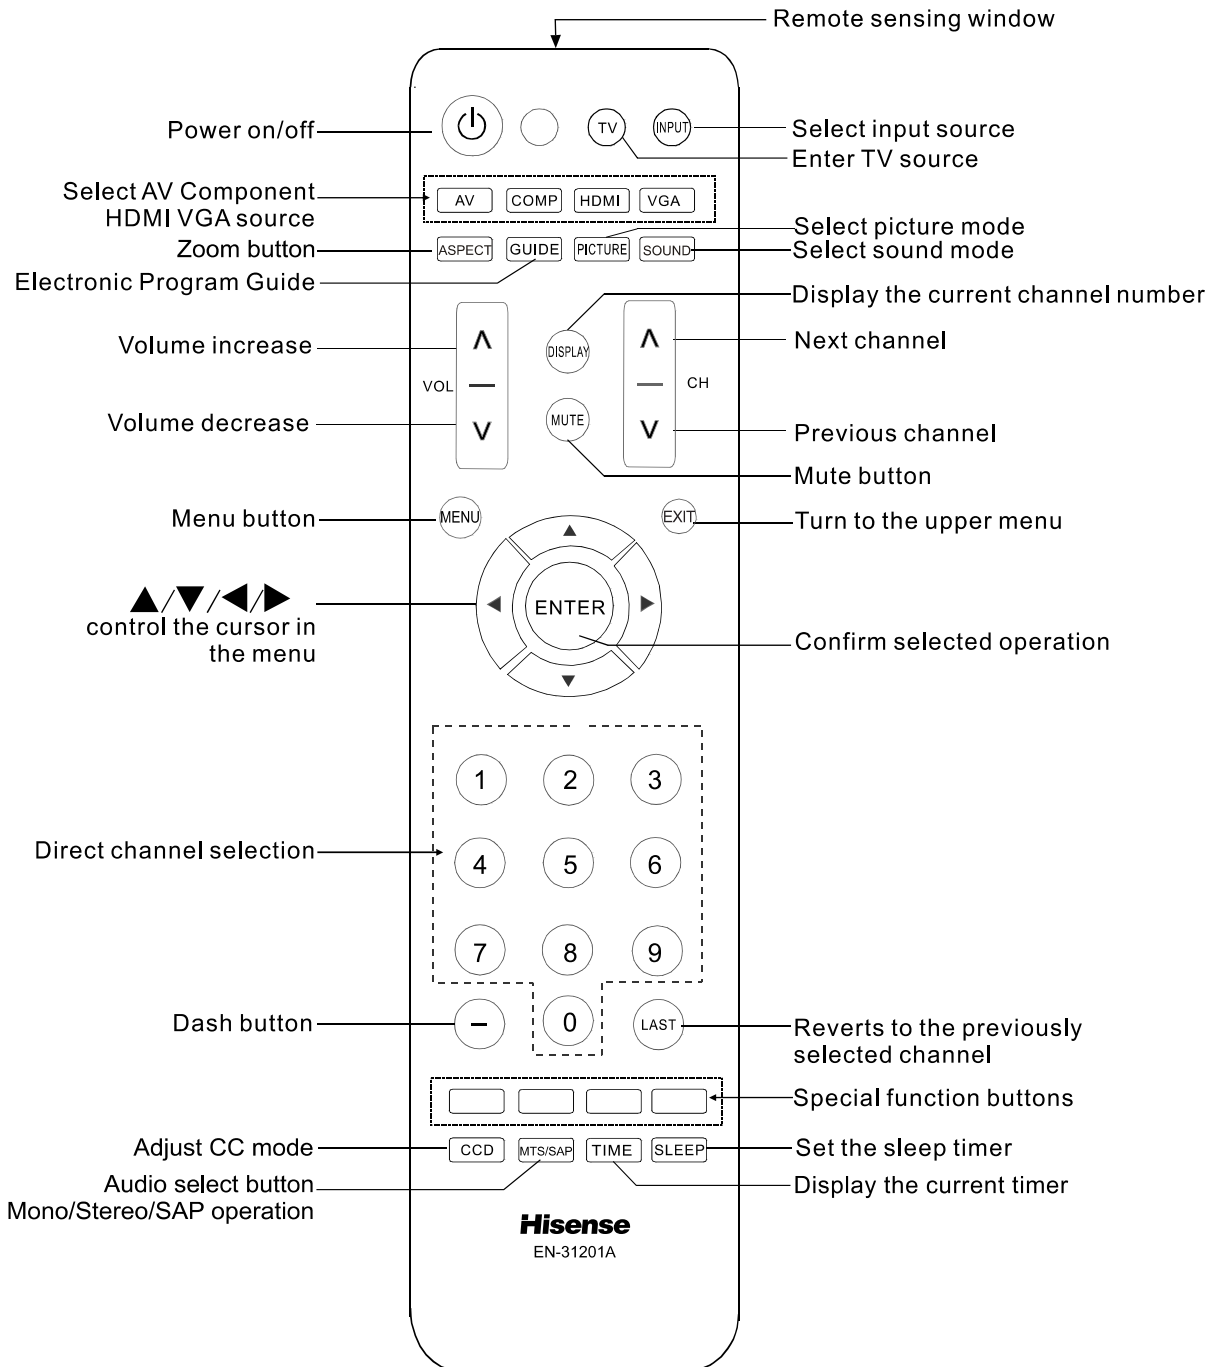 Remote sensing window
Power on/off
TV
INPUT
Select input source
Enter TV source
Select AV Component
HDMI VGA source
AV
COMP
HDMI
VGA
Zoom button
ASPECT
GUIDE
PICTURE
SOUND
Select picture mode
Select sound mode
Electronic Program Guide
Display the current channel number
Volume increase
DISPLAY
Next channel
VOL
CH
Volume decrease
MUTE
Previous channel
Mute button
Menu button
MENU
EXIT
Turn to the upper menu
▲/▼/◀/▶
control the cursor in
the menu
ENTER
Confirm selected operation
1
2
3
Direct channel selection
4
5
6
7
8
9
Dash button
–
0
LAST
Reverts to the previously
selected channel
Special function buttons
Adjust CC mode
CCD
MTS/SAP
TIME
SLEEP
Set the sleep timer
Audio select button
Mono/Stereo/SAP operation
Display the current timer
Hisense
EN-31201A